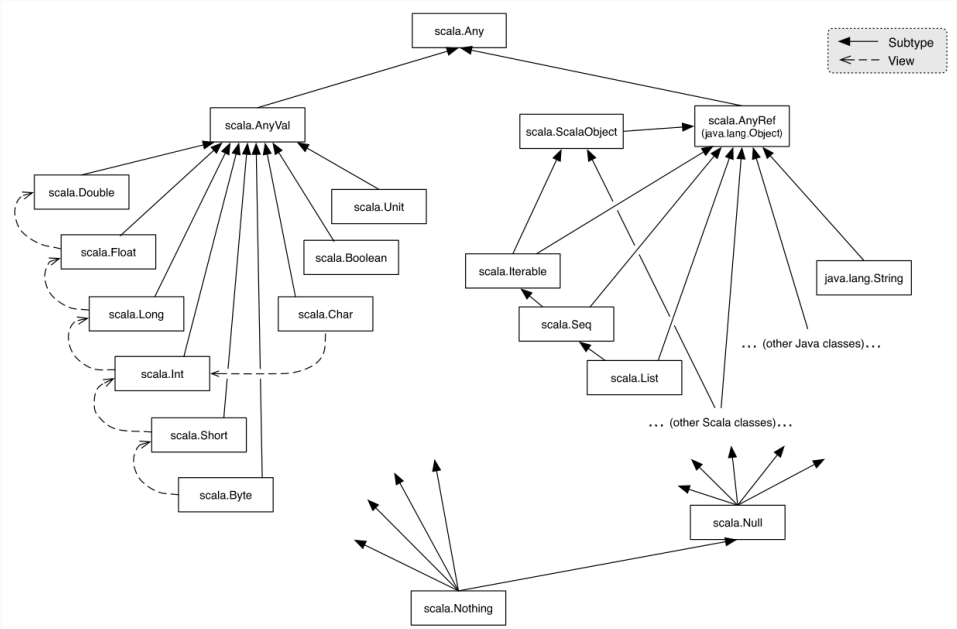 scala.Any
Subtype
View
scala.AnyVal
scala.ScalaObject
scala.AnyRef
(java.lang.Object)
scala.Double
scala.Unit
scala.Float
scala.Boolean
scala.Iterable
java.lang.String
scala.Long
scala.Char
scala.Seq
... (other Java classes)...
scala.Int
scala.List
... (other Scala classes)...
scala.Short
scala.Byte
scala.Null
scala.Nothing